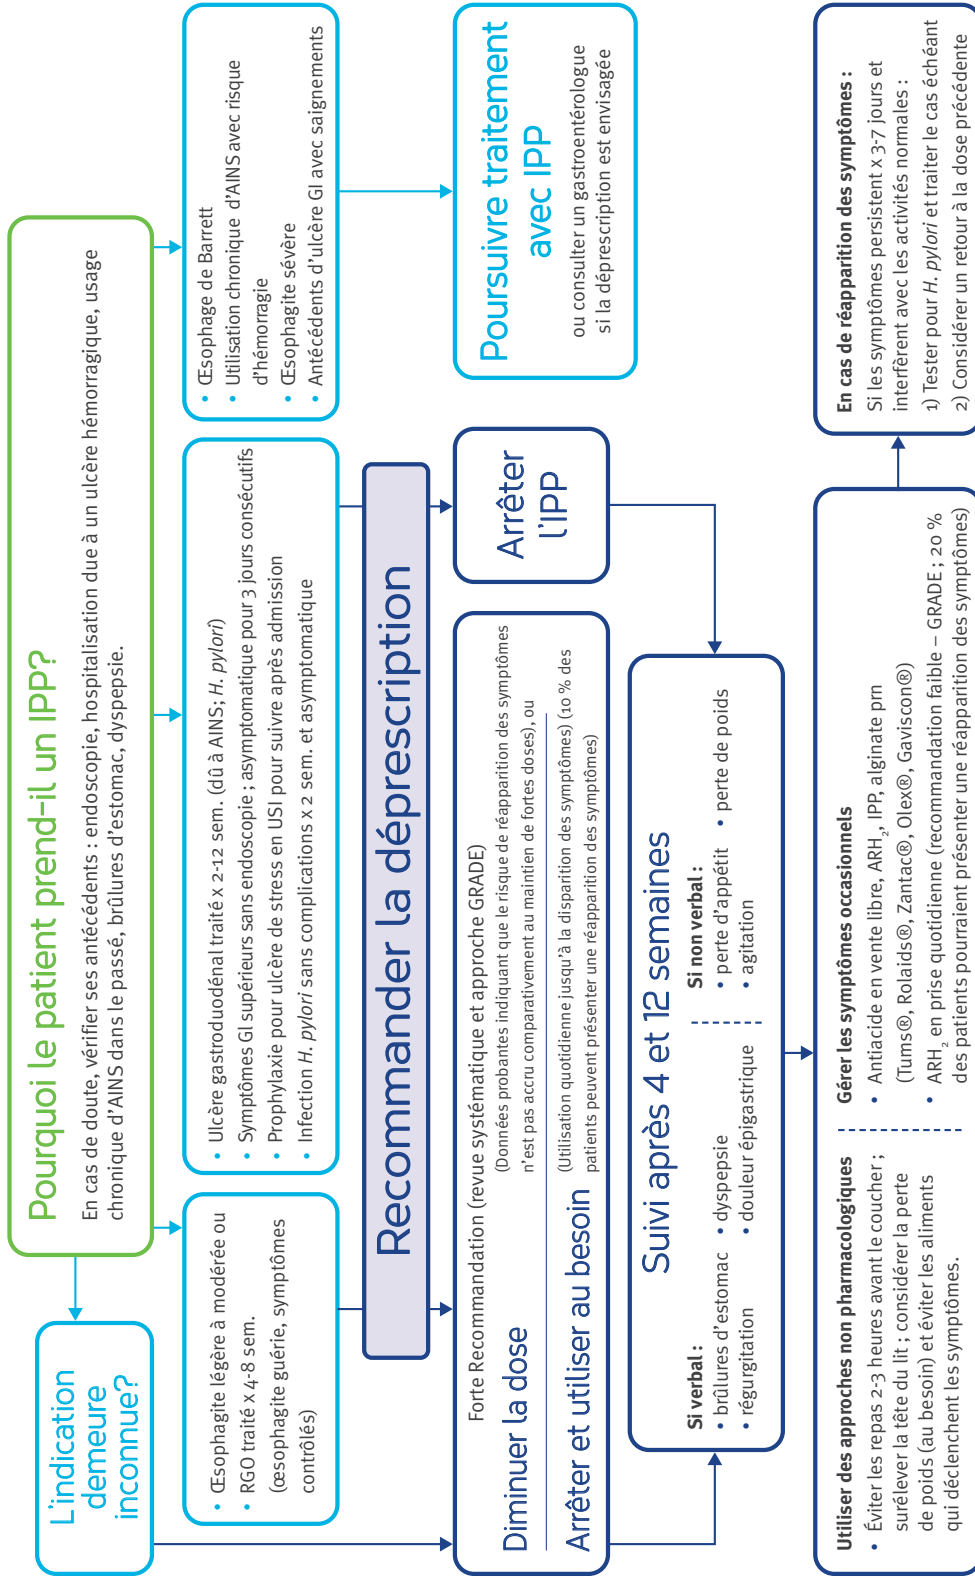 Pourquoi le patient prend-il un IPP?
En cas de doute, vérifier ses antécédents : endoscopie, hospitalisation due à un ulcère hémorragique, usage
chronique d'AINS dans le passé, brûlures d'estomac, dyspepsie.
L'indication
demeure
inconnue?
• Œsophagite légère à modérée ou
• RGO traité x 4-8 sem.
(œsophagite guérie, symptômes
contrôlés)
• Ulcère gastroduodénal traité x 2-12 sem. (dû à AINS; H. pylori)
• Symptômes GI supérieurs sans endoscopie ; asymptomatique pour 3 jours consécutifs
• Prophylaxie pour ulcère de stress en USI pour suivre après admission
• Infection H. pylori sans complications x 2 sem. et asymptomatique
• Œsophage de Barrett
• Utilisation chronique d'AINS avec risque
d'hémorragie
• Œsophagite sévère
• Antécédents d'ulcère GI avec saignements
Recommander la déprescription
Forte Recommandation (revue systématique et approche GRADE)
Diminuer la dose
(Données probantes indiquant que le risque de réapparition des symptômes
n'est pas accru comparativement au maintien de fortes doses), ou
Arrêter et utiliser au besoin
(Utilisation quotidienne jusqu'à la disparition des symptômes) (10 % des
patients peuvent présenter une réapparition des symptômes)
Arrêter
l'IPP
Poursuivre traitement
avec IPP
ou consulter un gastroentérologue
si la déprescription est envisagée
Suivi après 4 et 12 semaines
Si verbal :
• brûlures d'estomac • dyspepsie
• régurgitation • douleur épigastrique
Si non verbal :
• perte d'appétit • perte de poids
• agitation
Utiliser des approches non pharmacologiques
• Éviter les repas 2-3 heures avant le coucher ;
surélever la tête du lit ; considérer la perte
de poids (au besoin) et éviter les aliments
qui déclenchent les symptômes.
Gérer les symptômes occasionnels
• Antiacide en vente libre, ARH₂, IPP, alginate prn
(Tums®, Rolaids®, Zantac®, Olex®, Gaviscon®)
• ARH₂ en prise quotidienne (recommandation faible – GRADE ; 20 %
des patients pourraient présenter une réapparition des symptômes)
En cas de réapparition des symptômes :
Si les symptômes persistent x 3-7 jours et
interfèrent avec les activités normales :
1) Tester pour H. pylori et traiter le cas échéant
2) Considérer un retour à la dose précédente